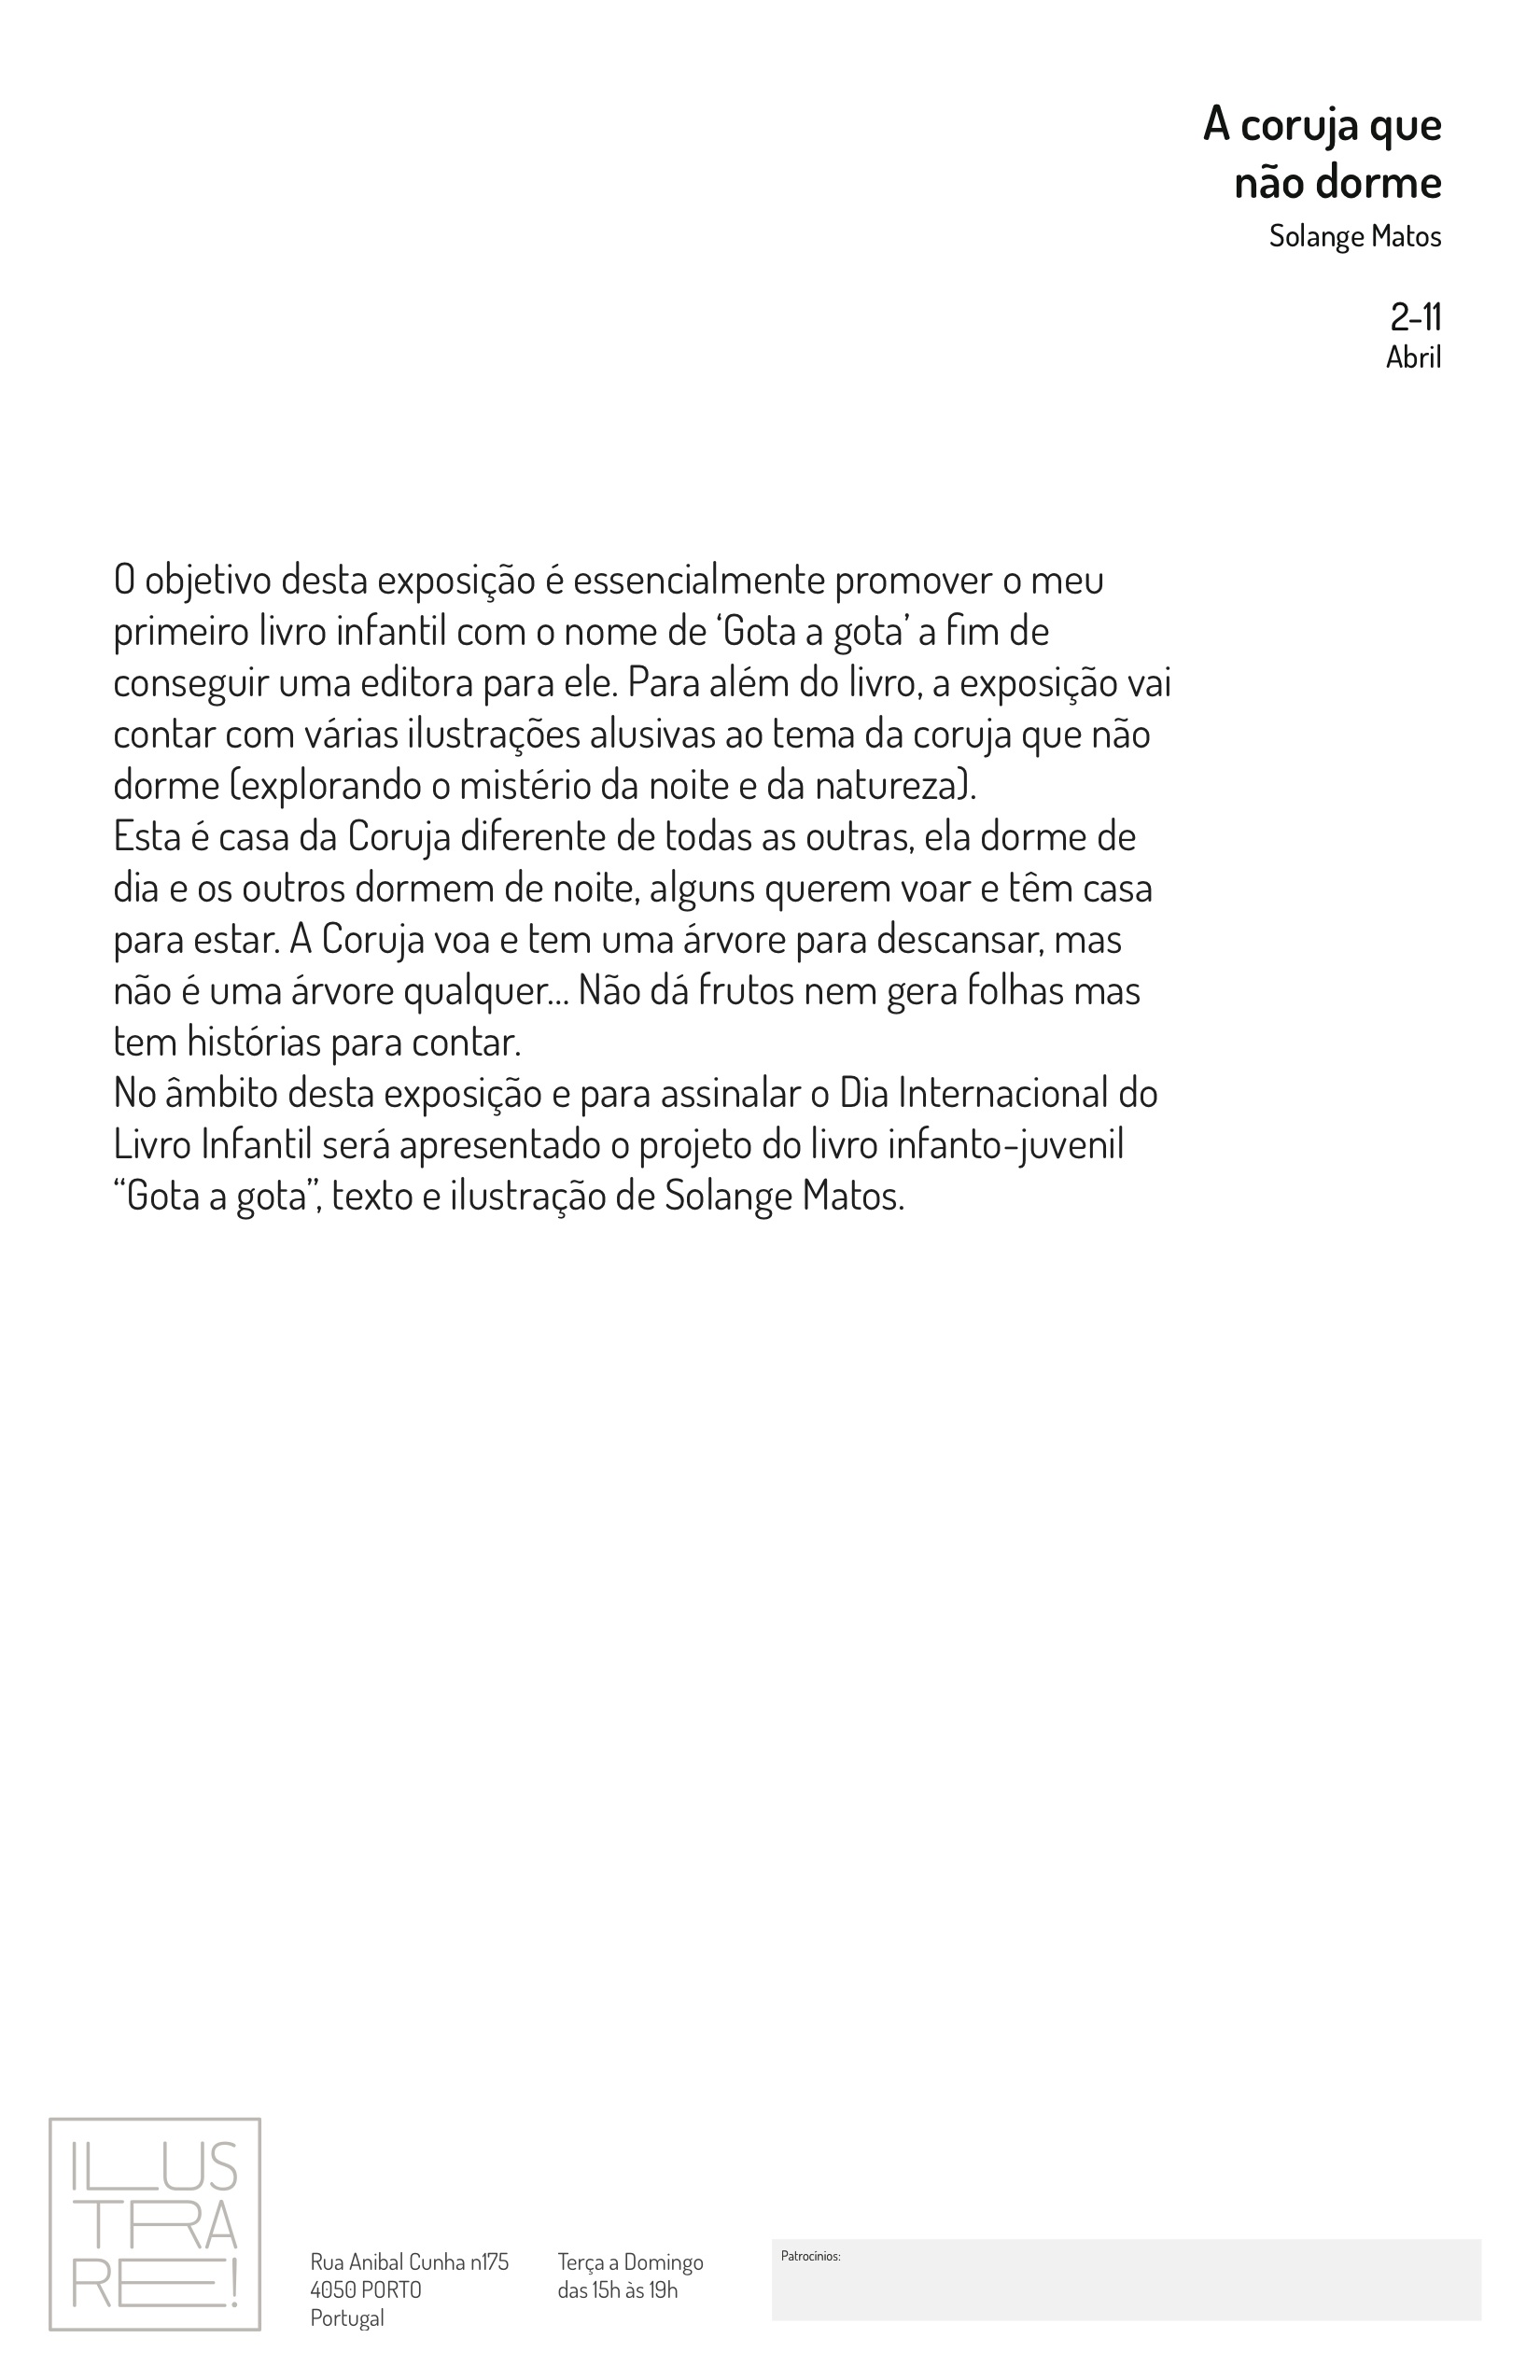 A coruja que
não dorme
Solange Matos
2-11
Abril
O objetivo desta exposição é essencialmente promover o meu
primeiro livro infantil com o nome de ‘Gota a gota’ a fim de
conseguir uma editora para ele. Para além do livro, a exposição vai
contar com várias ilustrações alusivas ao tema da coruja que não
dorme (explorando o mistério da noite e da natureza).
Esta é casa da Coruja diferente de todas as outras, ela dorme de
dia e os outros dormem de noite, alguns querem voar e têm casa
para estar. A Coruja voa e tem uma árvore para descansar, mas
não é uma árvore qualquer... Não dá frutos nem gera folhas mas
tem histórias para contar.
No âmbito desta exposição e para assinalar o Dia Internacional do
Livro Infantil será apresentado o projeto do livro infanto-juvenil
“Gota a gota”, texto e ilustração de Solange Matos.
ILUS
TRA
RE!
Rua Anibal Cunha n175
4050 PORTO
Portugal
Terça a Domingo
das 15h às 19h
Patrocínios: